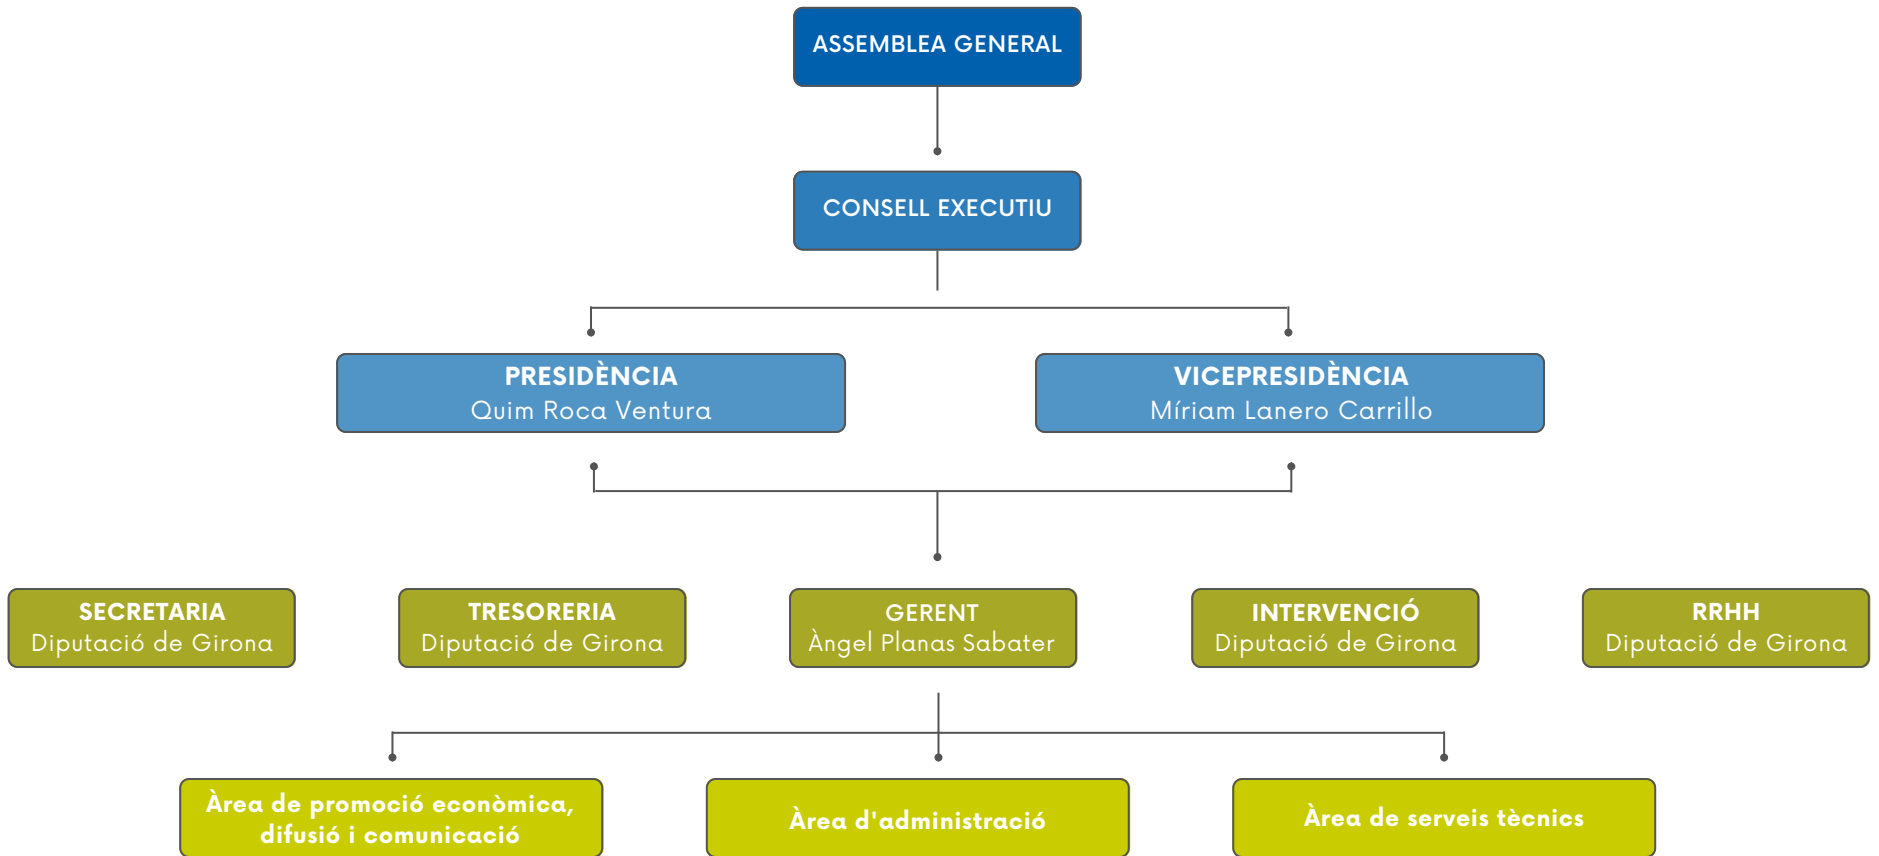 ASSEMBLEA GENERAL
CONSELL EXECUTIU
PRESIDÈNCIA
Quim Roca Ventura
VICEPRESIDÈNCIA
Míriam Lanero Carrillo
SECRETARIA
Diputació de Girona
TRESORERIA
Diputació de Girona
GERENT
Àngel Planas Sabater
INTERVENCIÓ
Diputació de Girona
RRHH
Diputació de Girona
Àrea de promoció econòmica,
difusió i comunicació
Àrea d'administració
Àrea de serveis tècnics